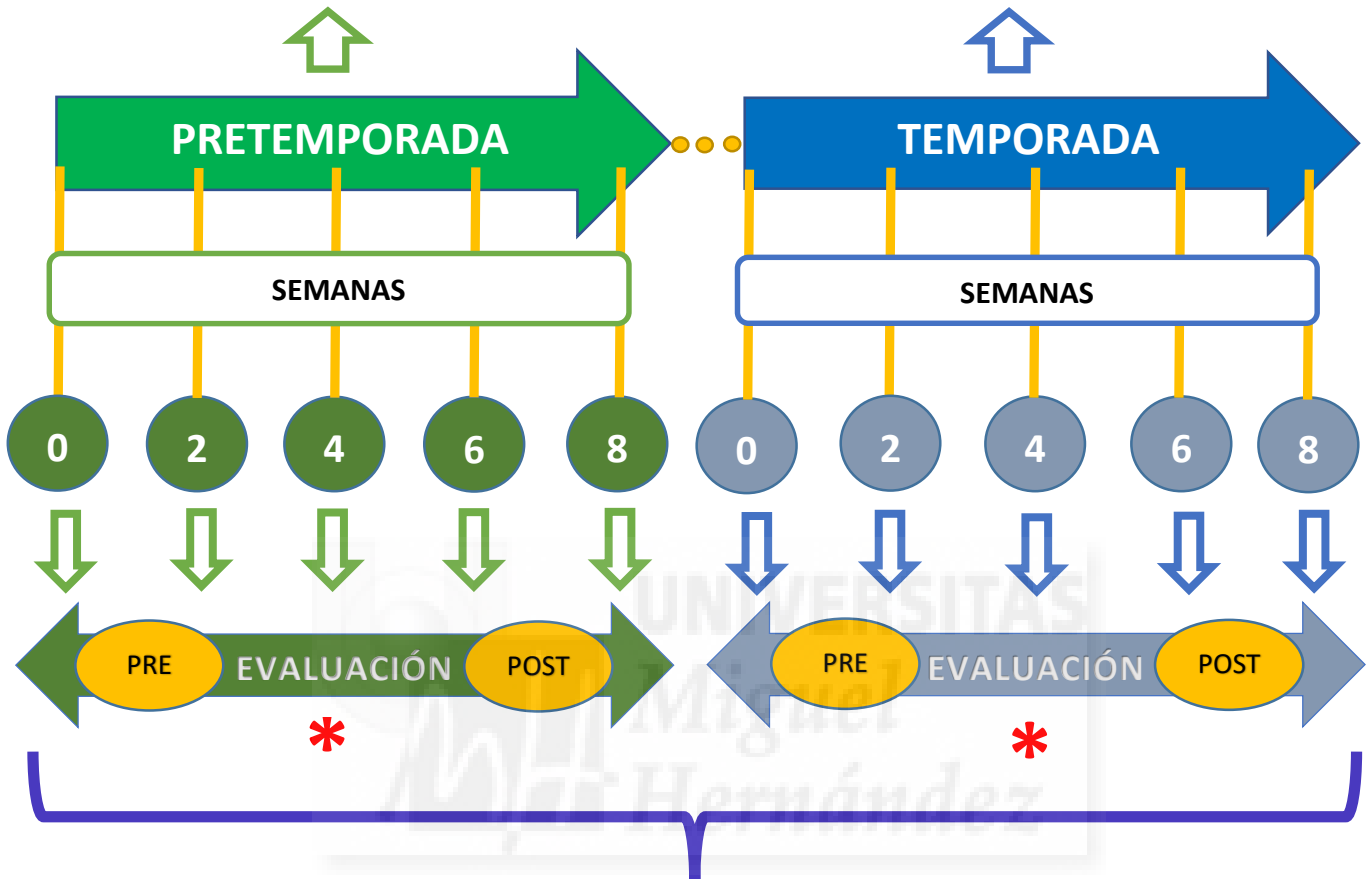 PRETEMPORADA
TEMPORADA
SEMANAS
SEMANAS
0 2 4 6 8
0 2 4 6 8
PRE EVALUACIÓN POST
PRE EVALUACIÓN POST
*
*
UNIVERSITAS
Miguel
Hernández